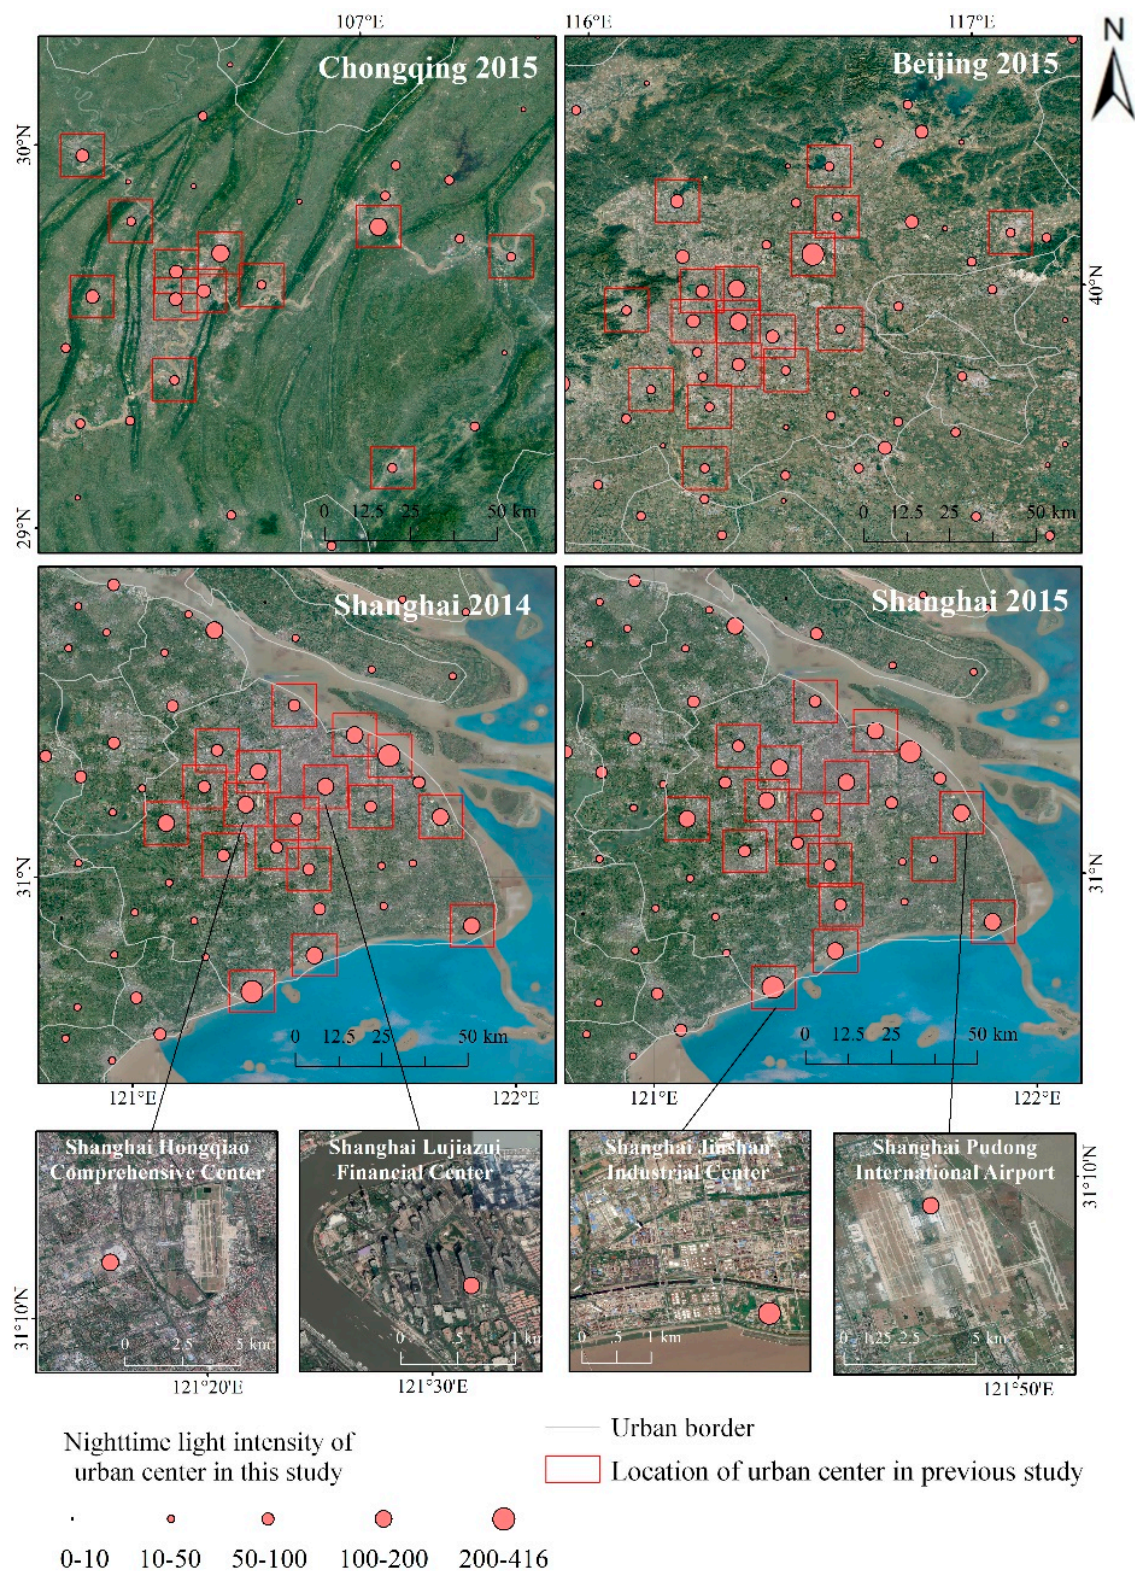 107°E
116°E
117°E
N
Chongqing 2015
Beijing 2015
30°N
40°N
29°N
0 12.5 25 50 km
0 12.5 25 50 km
Shanghai 2014
Shanghai 2015
31°N
31°N
0 12.5 25 50 km
0 12.5 25 50 km
121°E
122°E
121°E
122°E
Shanghai Hongqiao
Comprehensive Center
Shanghai Lujiazui
Financial Center
Shanghai Jinshan
Industrial Center
Shanghai Pudong
International Airport
31°10'N
31°10'N
0 2.5 5 km
0 .5 1 km
0 .5 1 km
0 1.25 2.5 5 km
121°20'E
121°30'E
121°50'E
Nighttime light intensity of
urban center in this study
Urban border
Location of urban center in previous study
0-10 10-50 50-100 100-200 200-416